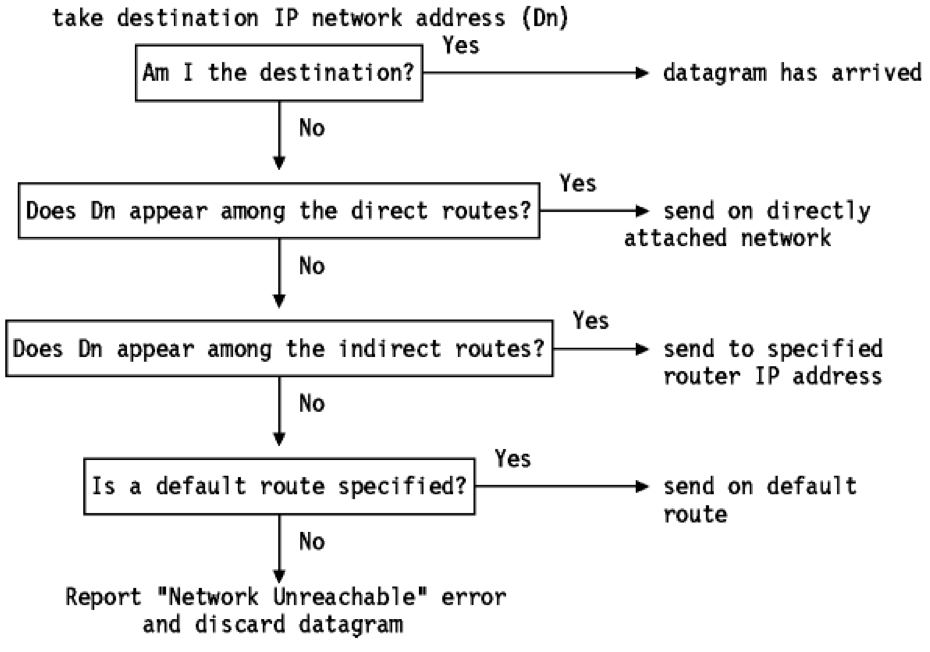 take destination IP network address (Dn)
Am I the destination?
Yes
datagram has arrived
No
Does Dn appear among the direct routes?
Yes
send on directly
attached network
No
Does Dn appear among the indirect routes?
Yes
send to specified
router IP address
No
Is a default route specified?
Yes
send on default
route
No
Report "Network Unreachable" error
and discard datagram